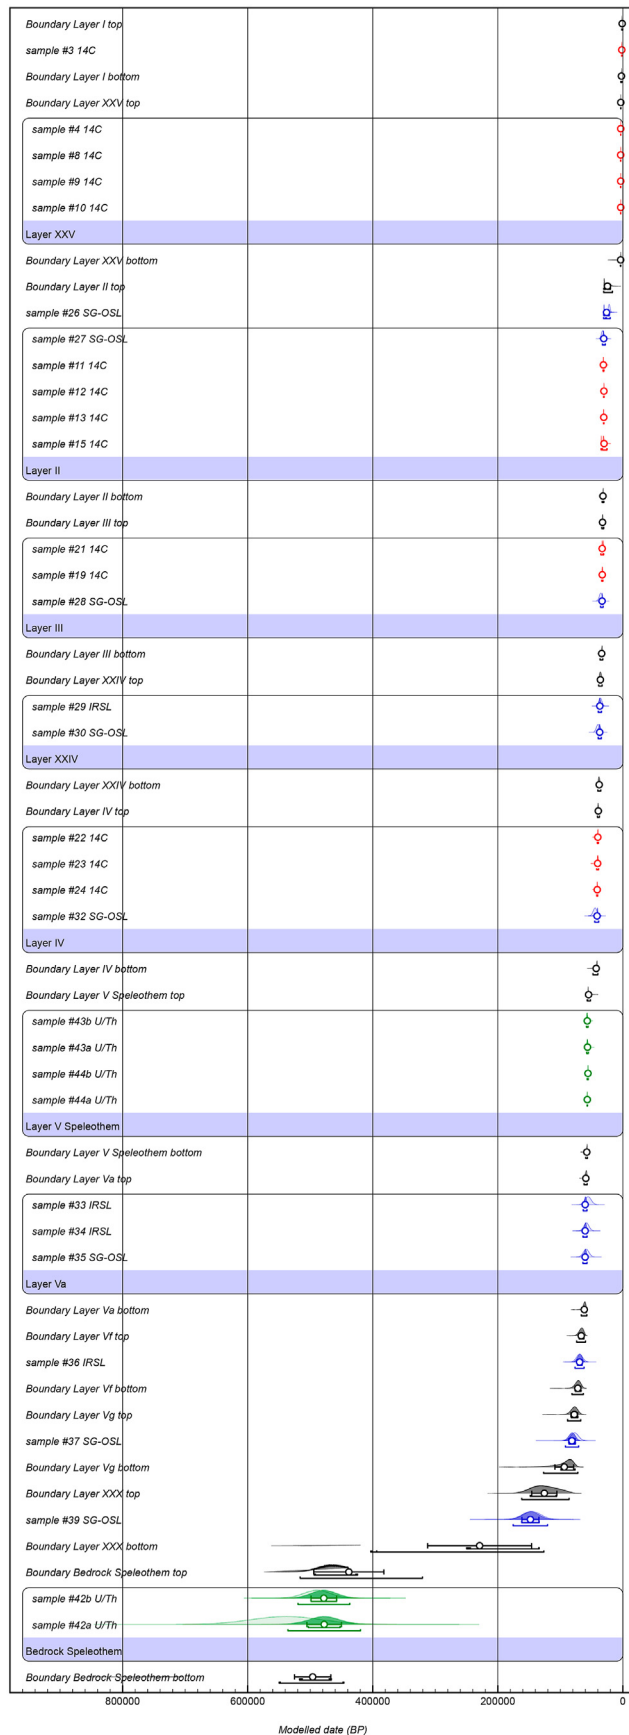 Boundary Layer I top
sample #3 14C
Boundary Layer I bottom
Boundary Layer XXV top
sample #4 14C
sample #8 14C
sample #9 14C
sample #10 14C
Layer XXV
Boundary Layer XXV bottom
Boundary Layer II top
sample #26 SG-OSL
sample #27 SG-OSL
sample #11 14C
sample #12 14C
sample #13 14C
sample #15 14C
Layer II
Boundary Layer II bottom
Boundary Layer III top
sample #21 14C
sample #19 14C
sample #28 SG-OSL
Layer III
Boundary Layer III bottom
Boundary Layer XXIV top
sample #29 IRSL
sample #30 SG-OSL
Layer XXIV
Boundary Layer XXIV bottom
Boundary Layer IV top
sample #22 14C
sample #23 14C
sample #24 14C
sample #32 SG-OSL
Layer IV
Boundary Layer IV bottom
Boundary Layer V Speleothem top
sample #43b U/Th
sample #43a U/Th
sample #44b U/Th
sample #44a U/Th
Layer V Speleothem
Boundary Layer V Speleothem bottom
Boundary Layer Va top
sample #33 IRSL
sample #34 IRSL
sample #35 SG-OSL
Layer Va
Boundary Layer Va bottom
Boundary Layer Vf top
sample #36 IRSL
Boundary Layer Vf bottom
Boundary Layer Vg top
sample #37 SG-OSL
Boundary Layer Vg bottom
Boundary Layer XXX top
sample #39 SG-OSL
Boundary Layer XXX bottom
Boundary Bedrock Speleothem top
sample #42b U/Th
sample #42a U/Th
Bedrock Speleothem
Boundary Bedrock Speleothem bottom
800000 600000 400000 200000 0
Modelled date (BP)